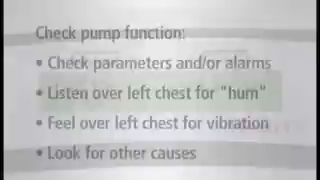 Check pump function:
• Check parameters and/or alarms
• Listen over left chest for "hum"
• Feel over left chest for vibration
• Look for other causes